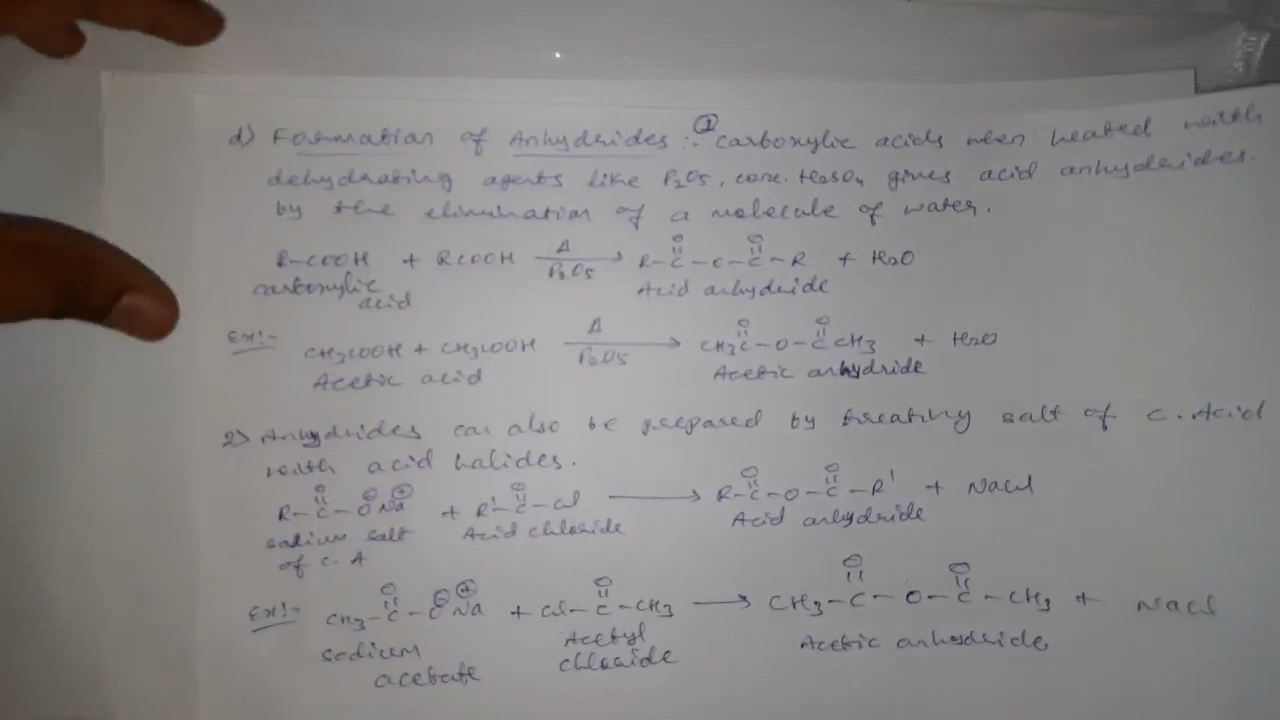 d) Formation of Anhydrides :- ① Carboxylic acids when heated with
dehydrating agents like P2O5, conc. H2SO4 gives acid anhydrides.
by the elimination of a molecule of water.
O O
|| ||
R-COOH + RCOOH Δ P2O5 → R-C-O-C-R + H2O
carboxylic acid
Acid anhydride
Ex:-
O O
|| ||
CH3COOH + CH3COOH Δ P2O5 → CH3C-O-CCH3 + H2O
Acetic acid
Acetic anhydride
2) Anhydrides can also be prepared by treating salt of C. Acid
with acid halides.
O O O O
|| || || ||
R-C-O⊖ Na⊕ + R'-C-Cl → R-C-O-C-R' + NaCl
sodium salt of C. A
Acid chloride
Acid anhydride
Ex:-
O O O O
|| || || ||
CH3-C-O⊖ Na⊕ + Cl-C-CH3 → CH3-C-O-C-CH3 + NaCl
sodium acetate
Acetyl chloride
Acetic anhydride